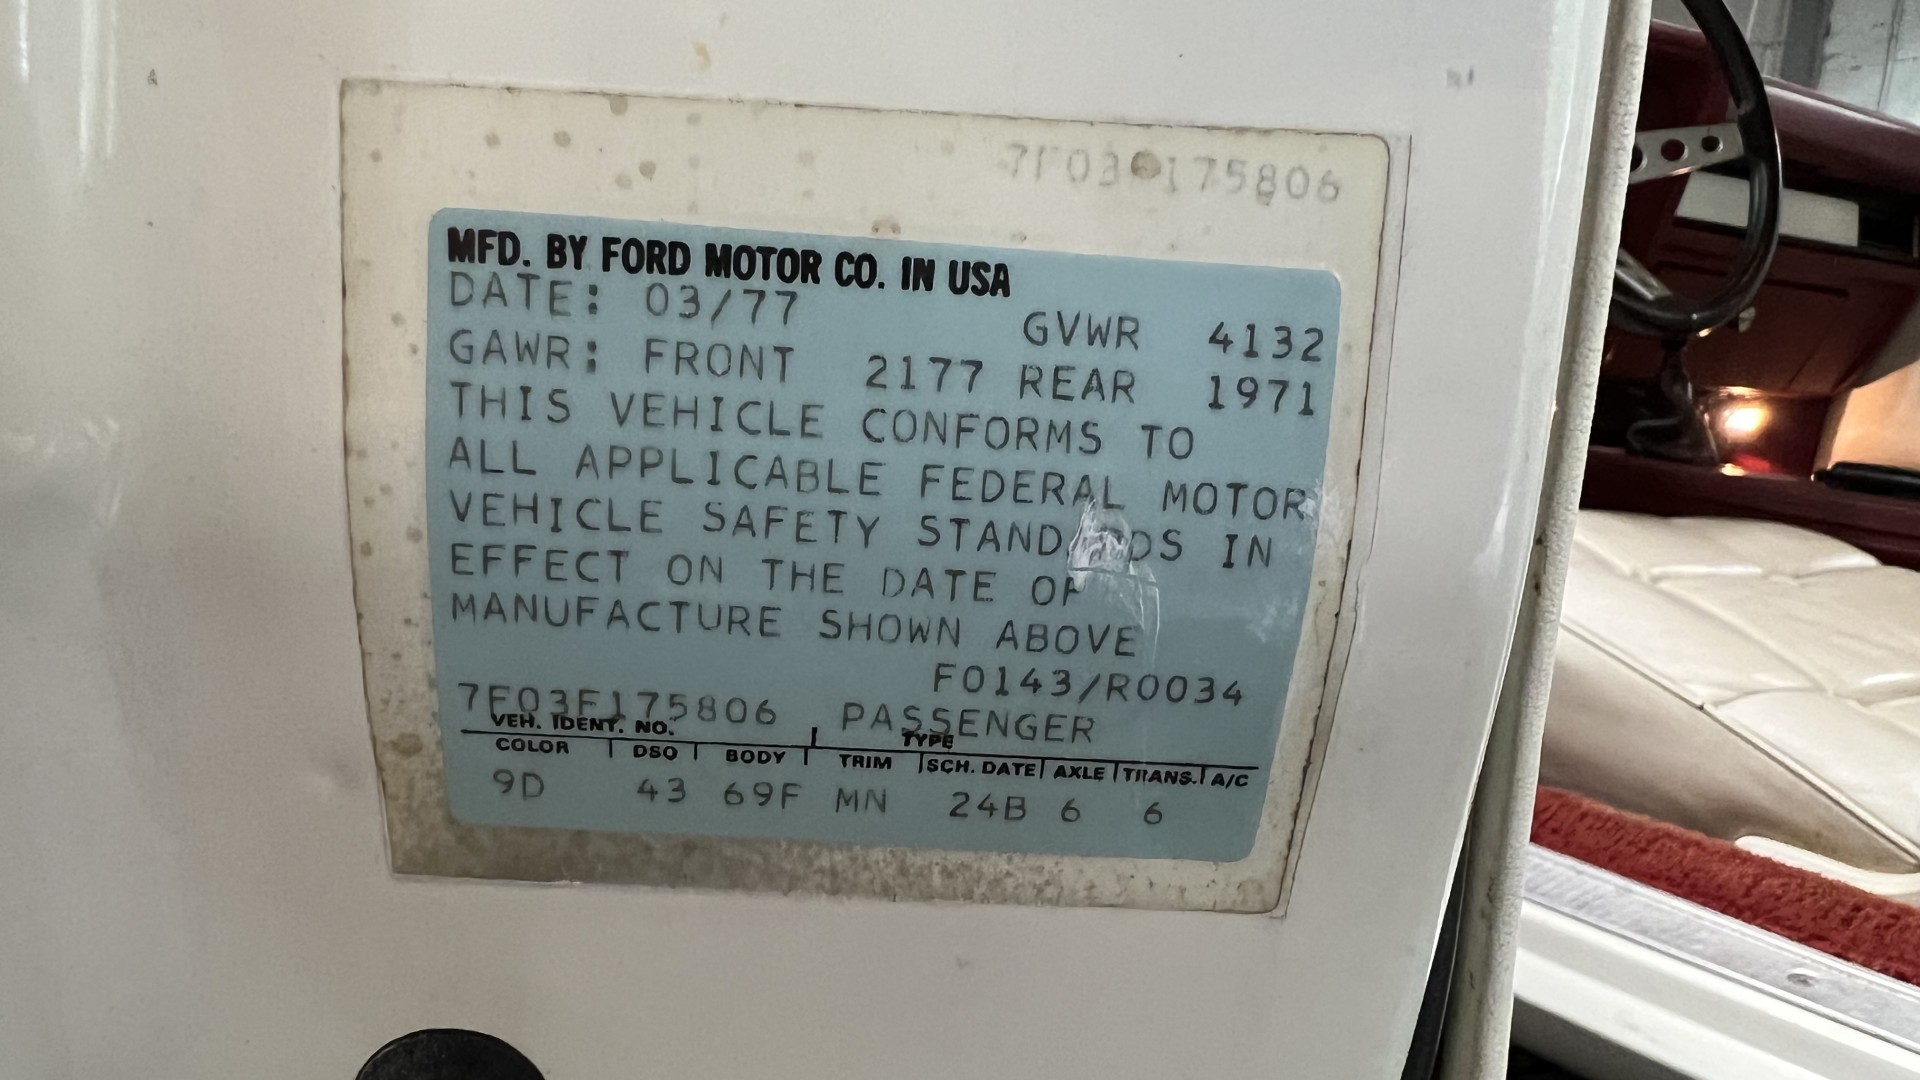 7F03F175806
MFD. BY FORD MOTOR CO. IN USA
DATE: 03/77
GVWR 4132
GAWR: FRONT 2177 REAR 1971
THIS VEHICLE CONFORMS TO
ALL APPLICABLE FEDERAL MOTOR
VEHICLE SAFETY STANDARDS IN
EFFECT ON THE DATE OF
MANUFACTURE SHOWN ABOVE
F0143/R0034
7F03F175806 PASSENGER
VEH. IDENT. NO. TYPE
COLOR DSO BODY TRIM SCH. DATE AXLE TRANS. A/C
9D 43 69F MN 24B 6 6